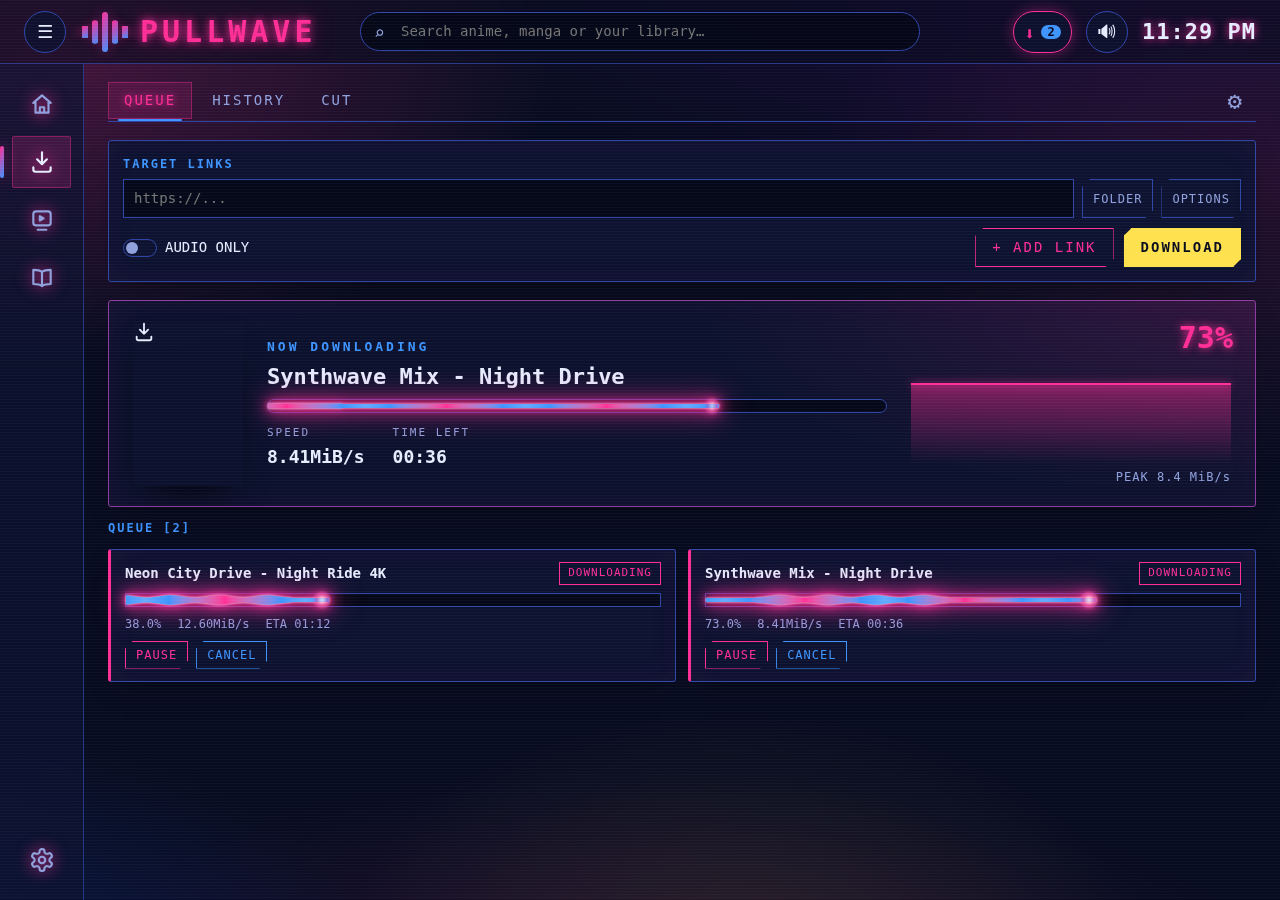 PULLWAVE
Search anime, manga or your library…
2
11:29 PM
QUEUE
HISTORY
CUT
TARGET LINKS
https://...
FOLDER
OPTIONS
AUDIO ONLY
+ ADD LINK
DOWNLOAD
73%
NOW DOWNLOADING
Synthwave Mix - Night Drive
SPEED
TIME LEFT
8.41MiB/s
00:36
PEAK 8.4 MiB/s
QUEUE [2]
Neon City Drive - Night Ride 4K
DOWNLOADING
38.0% 12.60MiB/s ETA 01:12
PAUSE
CANCEL
Synthwave Mix - Night Drive
DOWNLOADING
73.0% 8.41MiB/s ETA 00:36
PAUSE
CANCEL